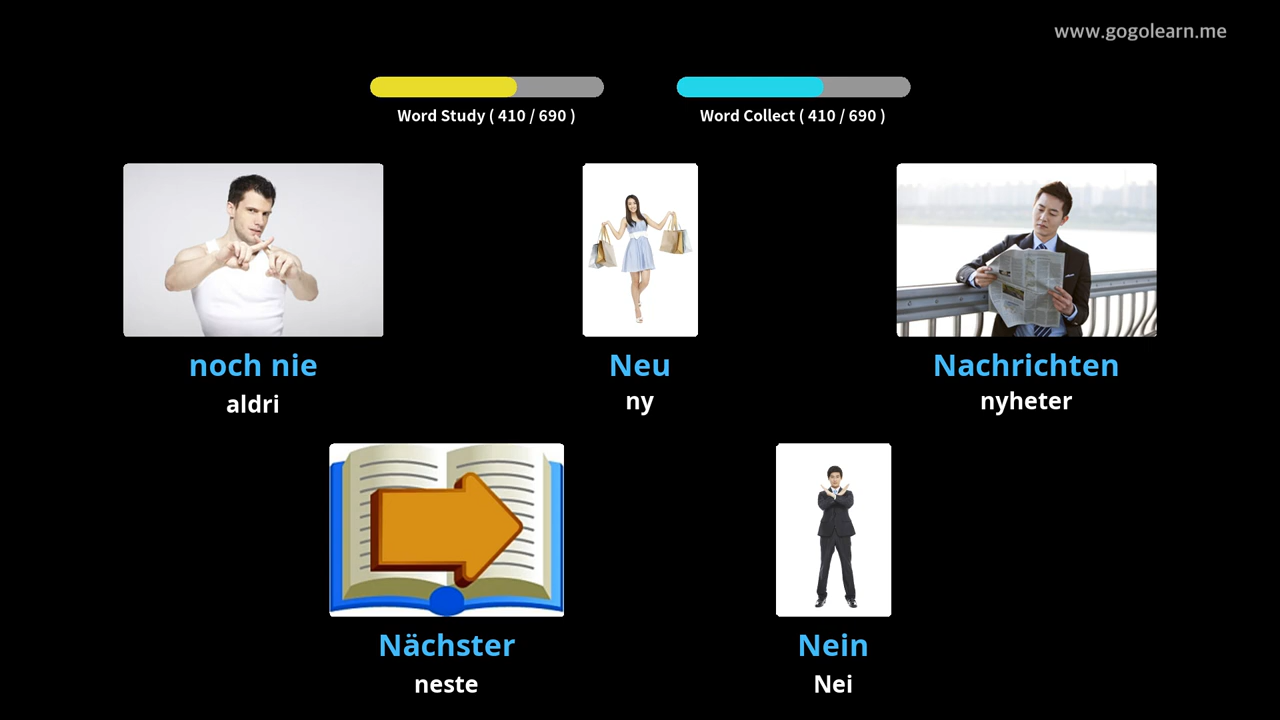 www.gogolearn.me
Word Study ( 410 / 690 )
Word Collect ( 410 / 690 )
noch nie
aldri
Neu
ny
Nachrichten
nyheter
Nächster
neste
Nein
Nei